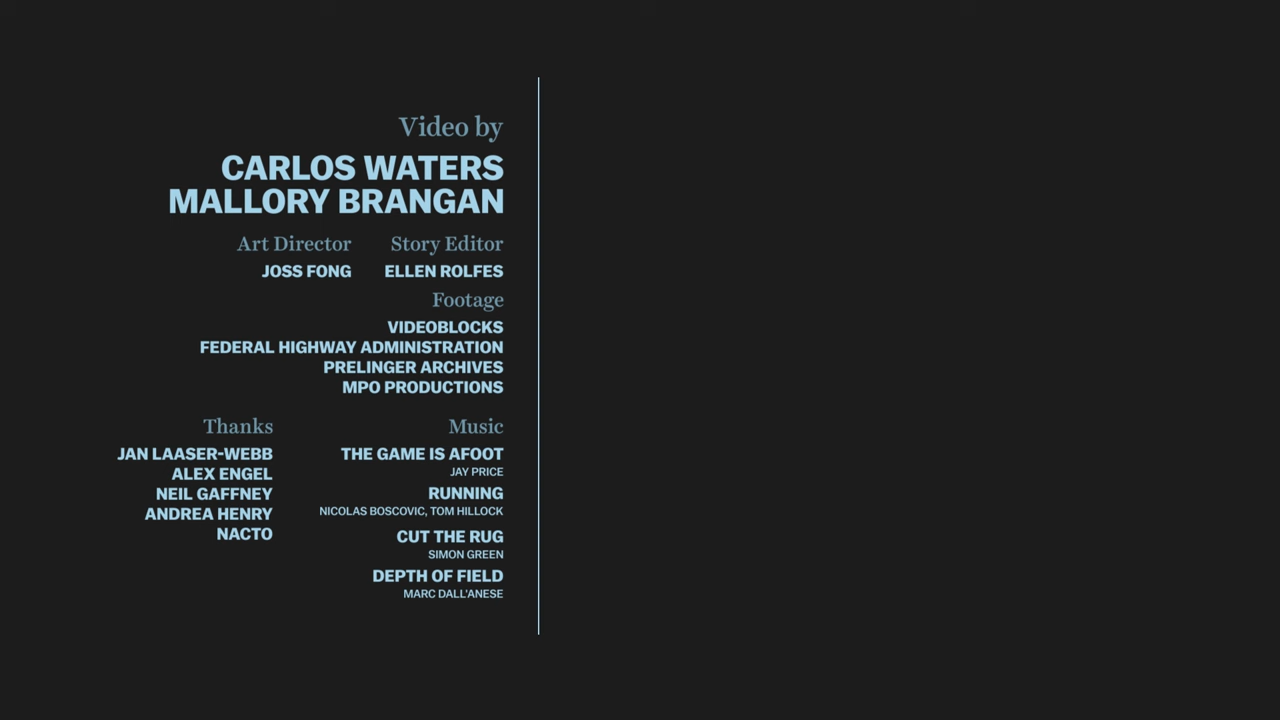 Video by
CARLOS WATERS
MALLORY BRANGAN
Art Director
JOSS FONG
Story Editor
ELLEN ROLFES
Footage
VIDEOBLOCKS
FEDERAL HIGHWAY ADMINISTRATION
PRELINGER ARCHIVES
MPO PRODUCTIONS
Thanks
JAN LAASER-WEBB
ALEX ENGEL
NEIL GAFFNEY
ANDREA HENRY
NACTO
Music
THE GAME IS AFOOT
JAY PRICE
RUNNING
NICOLAS BOSCOVIC, TOM HILLOCK
CUT THE RUG
SIMON GREEN
DEPTH OF FIELD
MARC DALL'ANESE